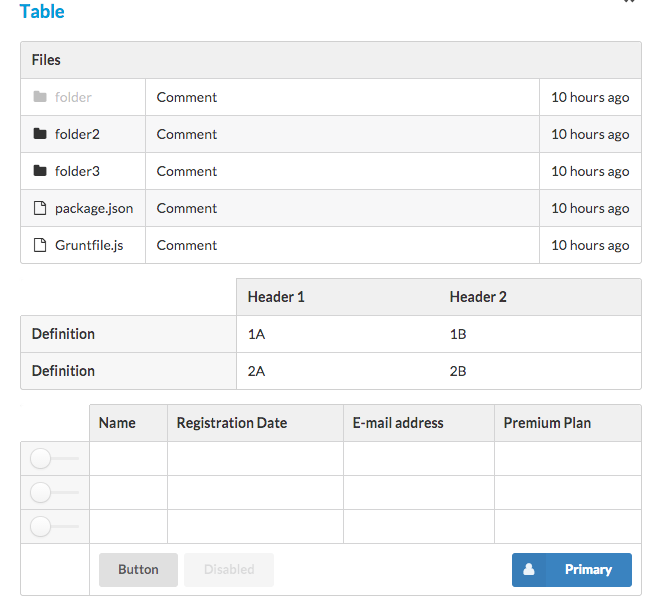 Table
Files
folder Comment 10 hours ago
folder2 Comment 10 hours ago
folder3 Comment 10 hours ago
package.json Comment 10 hours ago
Gruntfile.js Comment 10 hours ago
Header 1 Header 2
Definition 1A 1B
Definition 2A 2B
Name Registration Date E-mail address Premium Plan
Button Disabled Primary